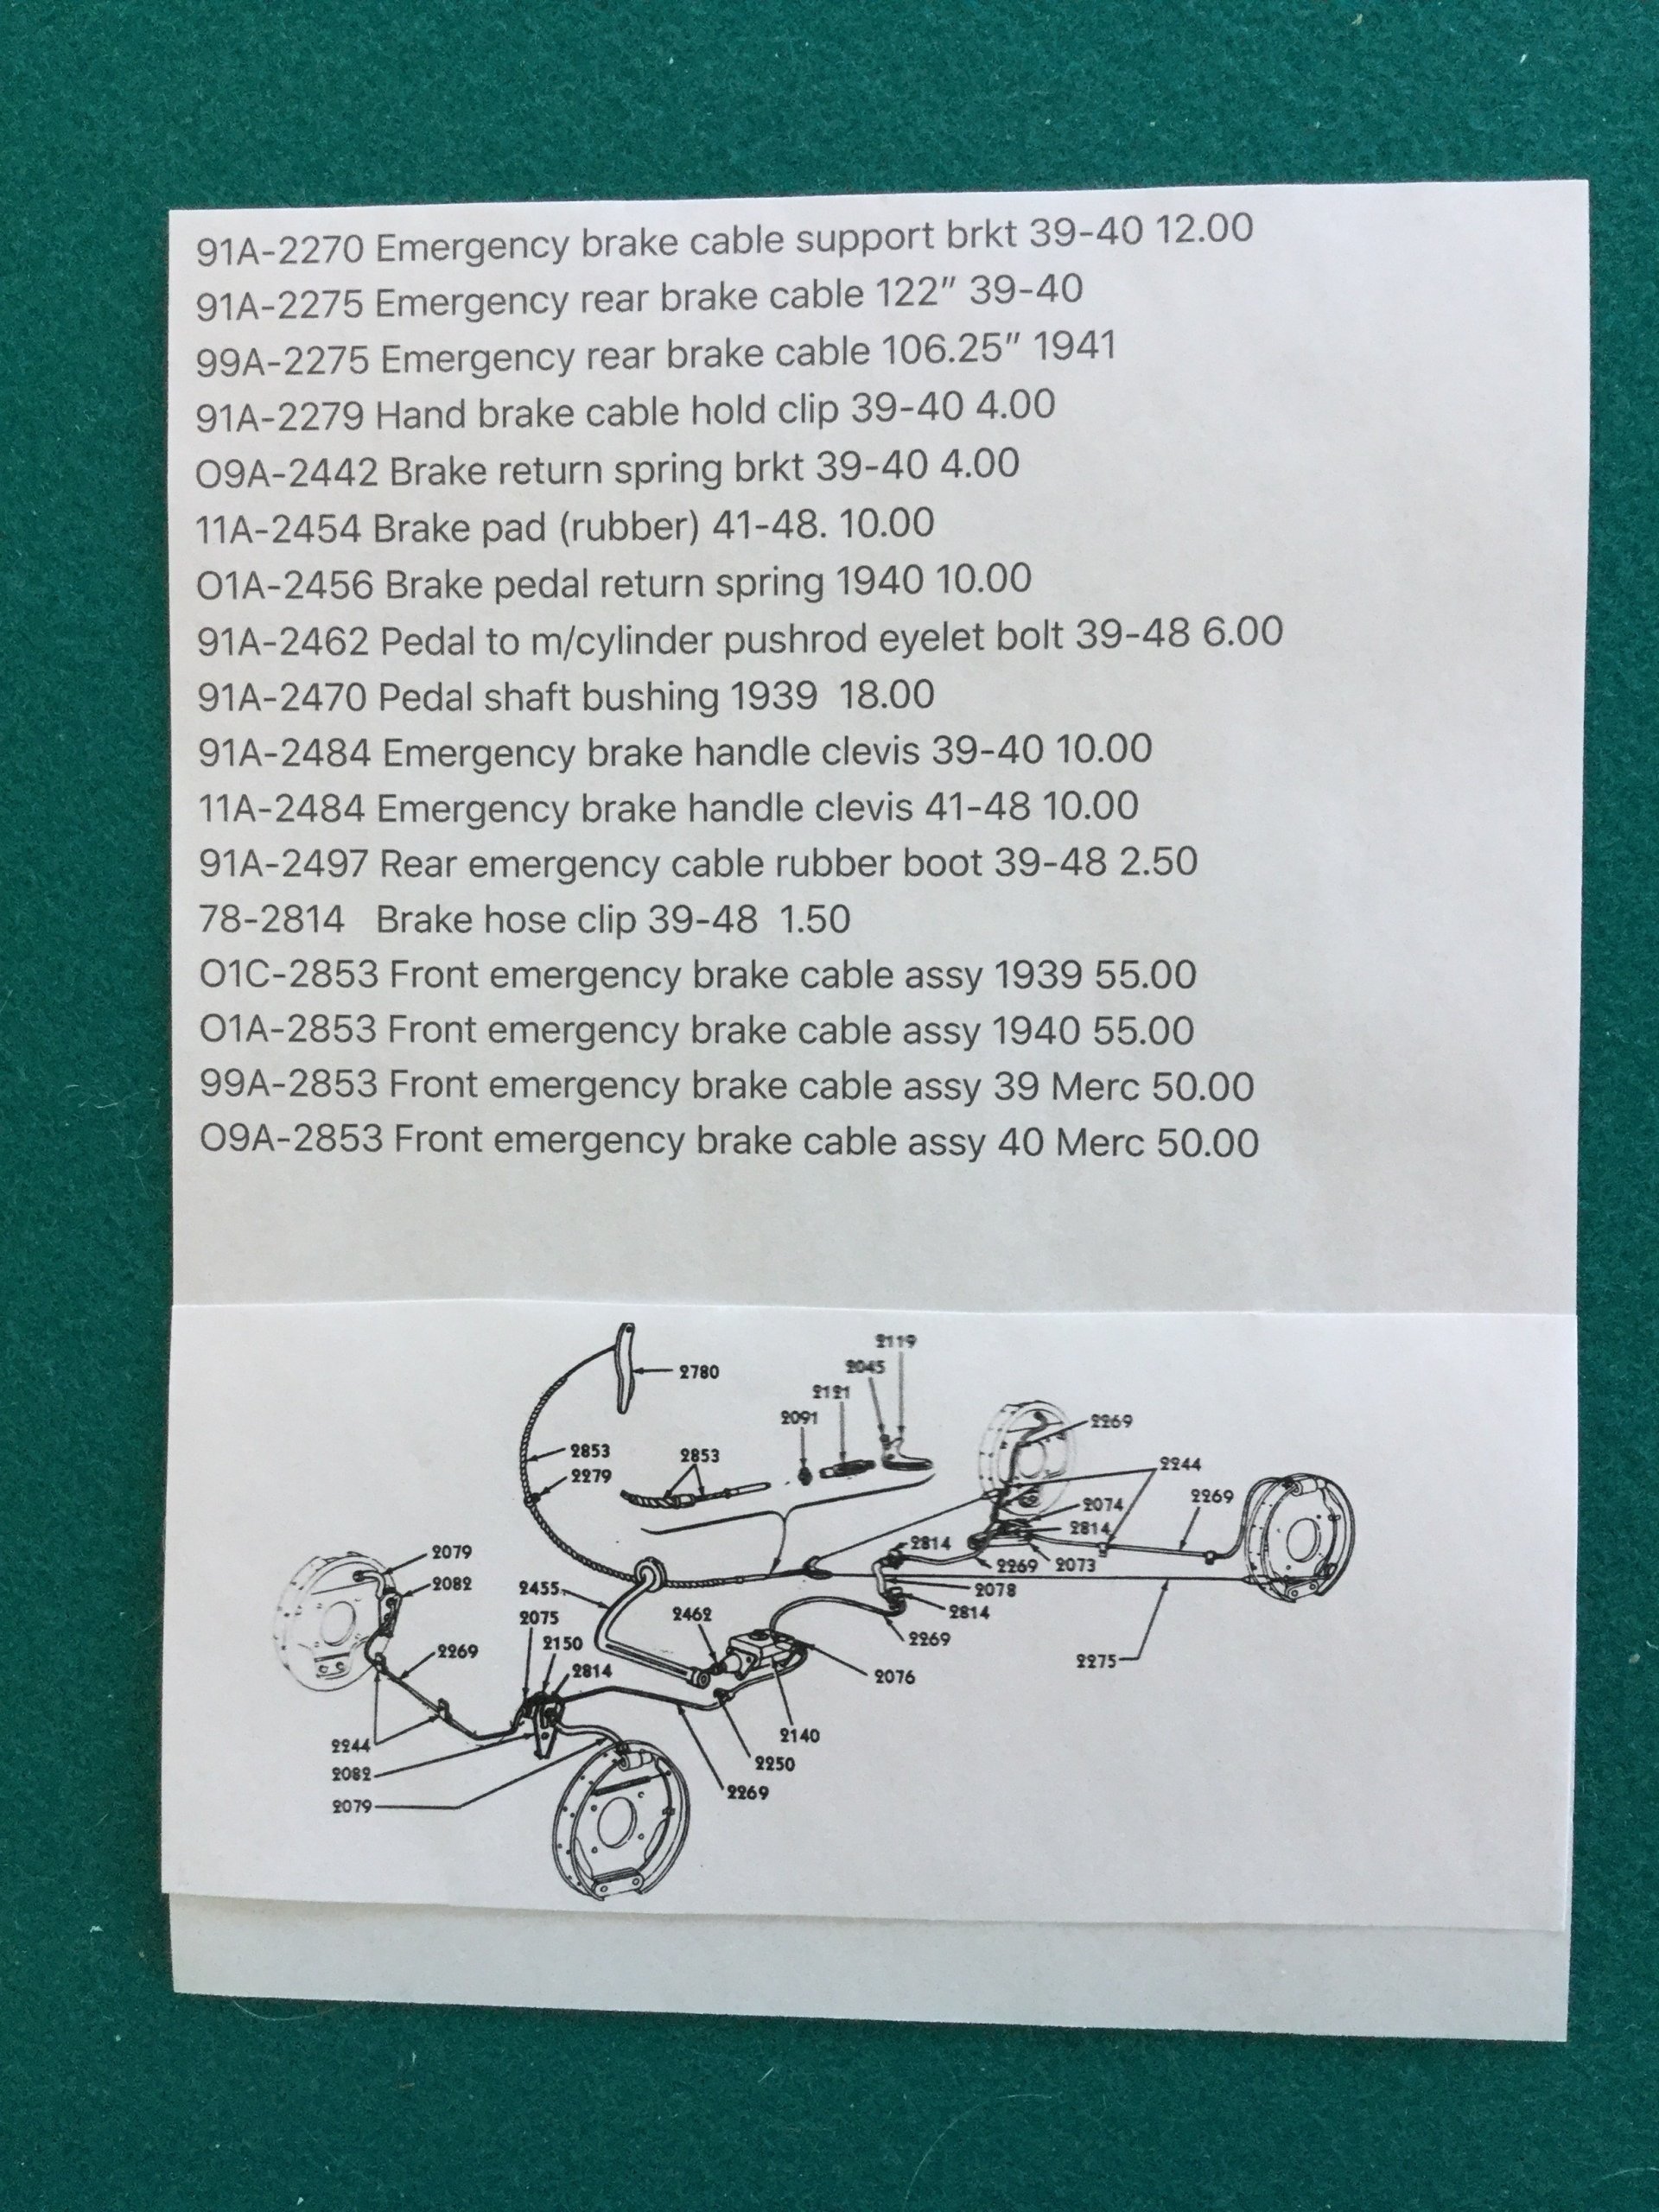 91A-2270 Emergency brake cable support brkt 39-40 12.00
91A-2275 Emergency rear brake cable 122" 39-40
99A-2275 Emergency rear brake cable 106.25" 1941
91A-2279 Hand brake cable hold clip 39-40 4.00
O9A-2442 Brake return spring brkt 39-40 4.00
11A-2454 Brake pad (rubber) 41-48. 10.00
O1A-2456 Brake pedal return spring 1940 10.00
91A-2462 Pedal to m/cylinder pushrod eyelet bolt 39-48 6.00
91A-2470 Pedal shaft bushing 1939  18.00
91A-2484 Emergency brake handle clevis 39-40 10.00
11A-2484 Emergency brake handle clevis 41-48 10.00
91A-2497 Rear emergency cable rubber boot 39-48 2.50
78-2814   Brake hose clip 39-48  1.50
O1C-2853 Front emergency brake cable assy 1939 55.00
O1A-2853 Front emergency brake cable assy 1940 55.00
99A-2853 Front emergency brake cable assy 39 Merc 50.00
O9A-2853 Front emergency brake cable assy 40 Merc 50.00
2119
2780
2045
2121
2091
2269
2853
2853
2279
2244
2269
2074
2814
2814
2269
2073
2079
2082
2455
2078
2462
2814
2075
2150
2269
2269
2814
2076
2275
2140
2244
2250
2082
2269
2079